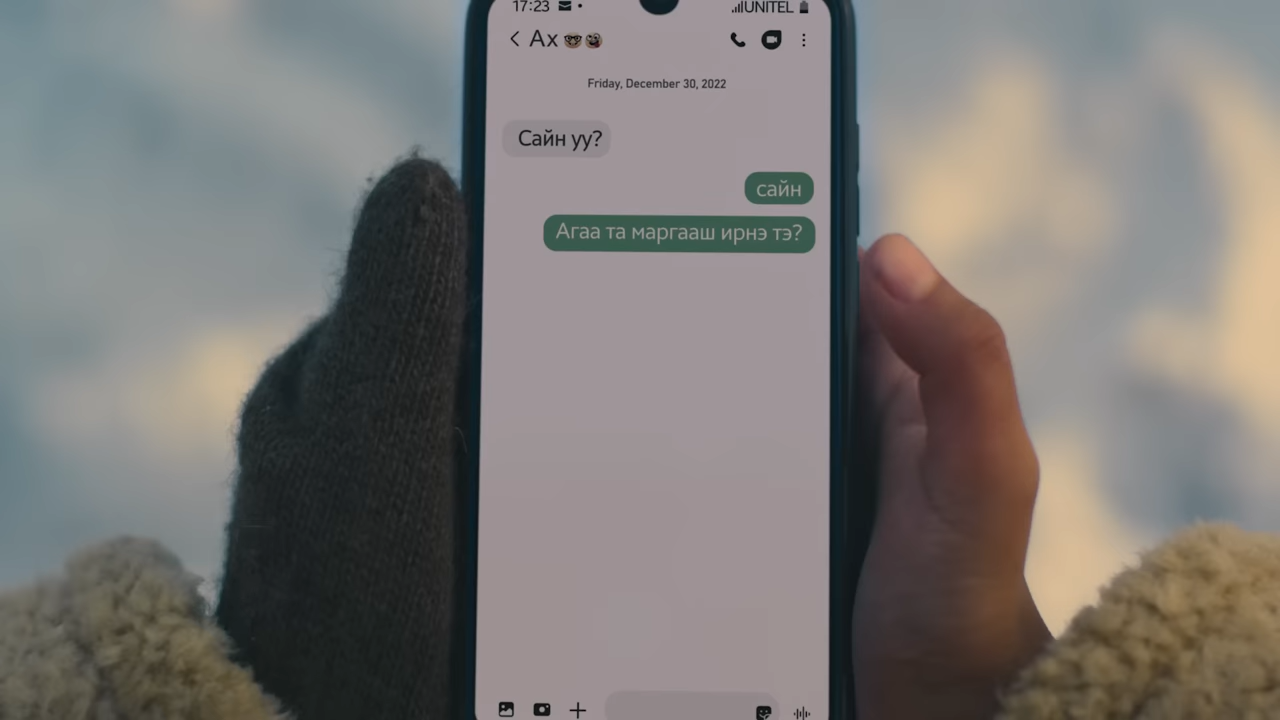 17:23
UNITEL
Ах
Friday, December 30, 2022
Сайн уу?
сайн
Агаа та маргааш ирнэ тэ?